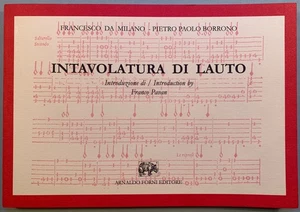 FRANCESCO DA MILANO - PIETRO PAOLO BORRONO
INTAVOLATURA DI LAUTO
Introduzione di / Introduction by
Franco Pavan
ARNALDO FORNI EDITORE